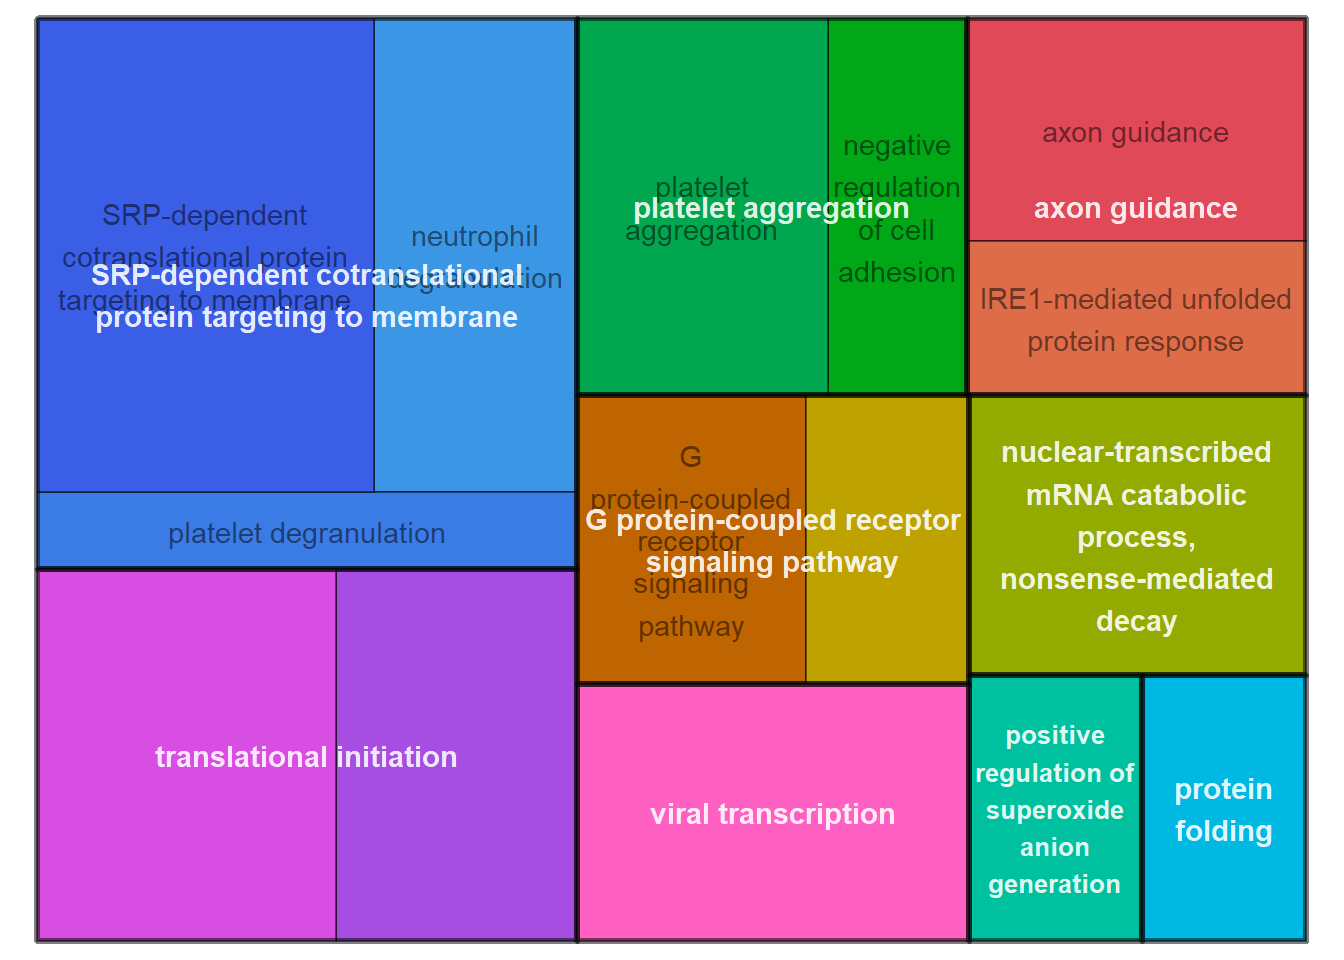 SRP-dependent
cotranslational protein
targeting to membrane
SRP-dependent cotranslational
protein targeting to membrane
neutrophil
degranulation
platelet degranulation
translational initiation
platelet
aggregation
platelet aggregation
negative
regulation
of cell
adhesion
G
protein-coupled
receptor
signaling
pathway
G protein-coupled receptor
signaling pathway
viral transcription
axon guidance
axon guidance
IRE1-mediated unfolded
protein response
nuclear-transcribed
mRNA catabolic
process,
nonsense-mediated
decay
positive
regulation of
superoxide
anion
generation
protein
folding